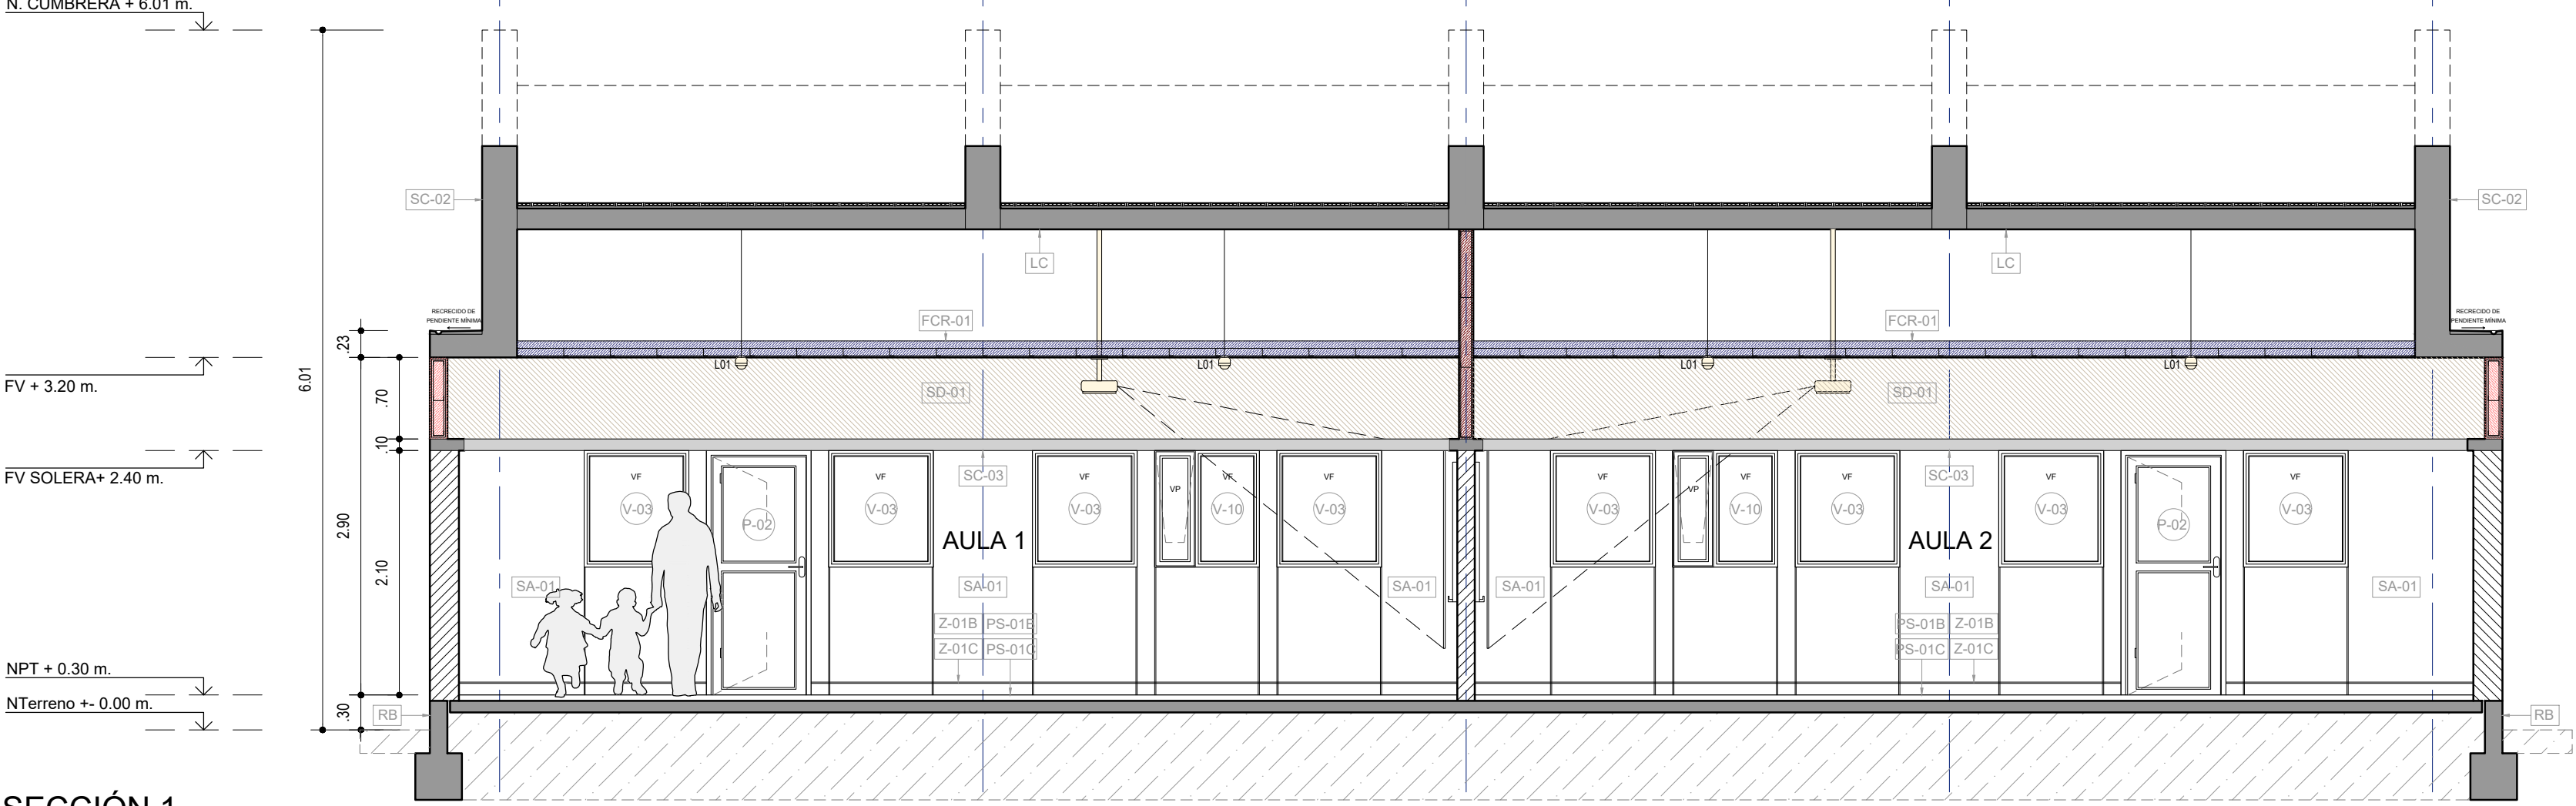 N. CUMBRERA + 6.01 m.
SC-02
SC-02
LC
LC
RECRECIDO DE
PENDIENTE MÍNIMA
RECRECIDO DE
PENDIENTE MÍNIMA
FCR-01
FCR-01
.23
6.01
FV + 3.20 m.
L01
L01
L01
L01
.70
SD-01
SD-01
.10
FV SOLERA+ 2.40 m.
SC-03
SC-03
VF
VF
VF
VP
VF
VF
VF
VP
VF
VF
VF
VF
V-03
P-02
V-03
V-03
V-10
V-03
V-03
V-10
V-03
V-03
P-02
V-03
2.90
AULA 1
AULA 2
2.10
SA-01
SA-01
SA-01
SA-01
SA-01
SA-01
Z-01B PS-01B
PS-01B Z-01B
Z-01C PS-01C
PS-01C Z-01C
NPT + 0.30 m.
NTerreno +- 0.00 m.
.30
RB
RB
SECCIÓN 1